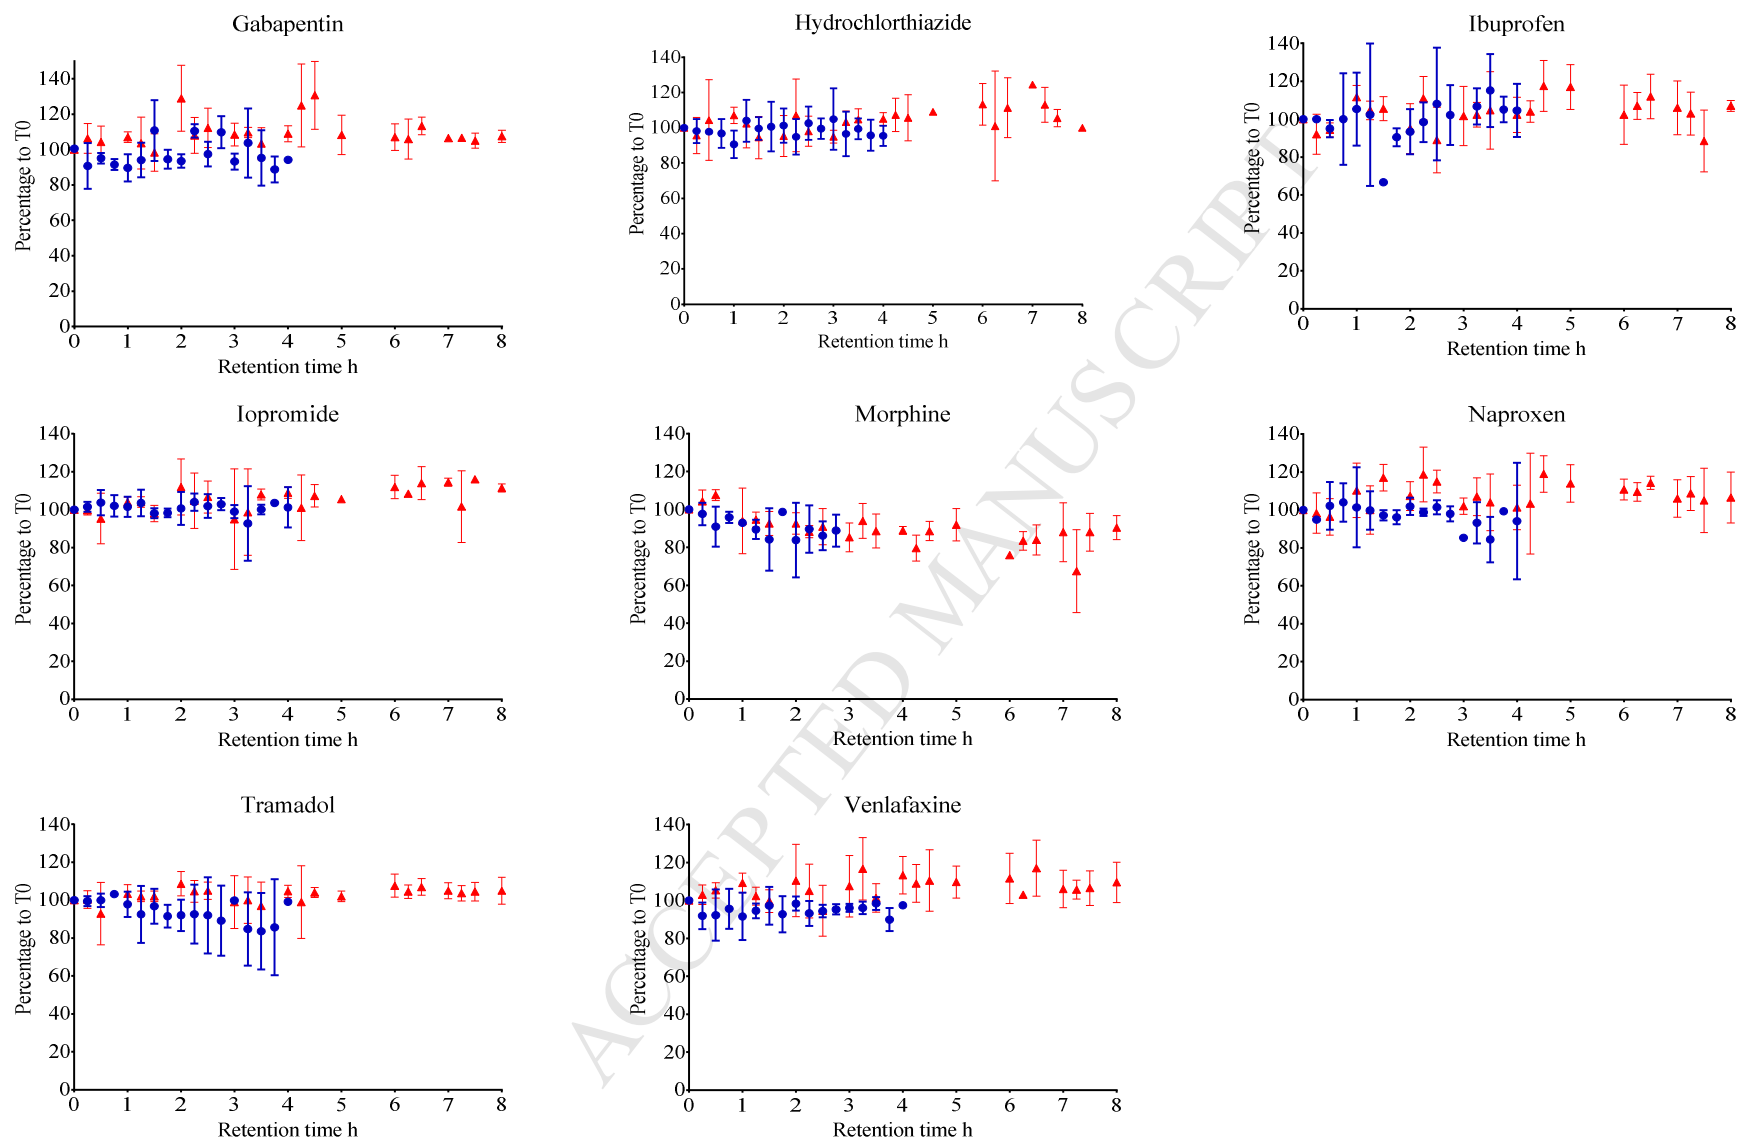 Gabapentin
Percentage to T0
140
120
100
80
60
40
20
0
0 1 2 3 4 5 6 7 8
Retention time h
Hydrochlorthiazide
Percentage to T0
140
120
100
80
60
40
20
0
0 1 2 3 4 5 6 7 8
Retention time h
Ibuprofen
Percentage to T0
140
120
100
80
60
40
20
0
0 1 2 3 4 5 6 7 8
Retention time h
Iopromide
Percentage to T0
140
120
100
80
60
40
20
0
0 1 2 3 4 5 6 7 8
Retention time h
Morphine
Percentage to T0
140
120
100
80
60
40
20
0
0 1 2 3 4 5 6 7 8
Retention time h
Naproxen
Percentage to T0
140
120
100
80
60
40
20
0
0 1 2 3 4 5 6 7 8
Retention time h
Tramadol
Percentage to T0
140
120
100
80
60
40
20
0
0 1 2 3 4 5 6 7 8
Retention time h
Venlafaxine
Percentage to T0
140
120
100
80
60
40
20
0
0 1 2 3 4 5 6 7 8
Retention time h
ACCEPTED MANUSCRIPT